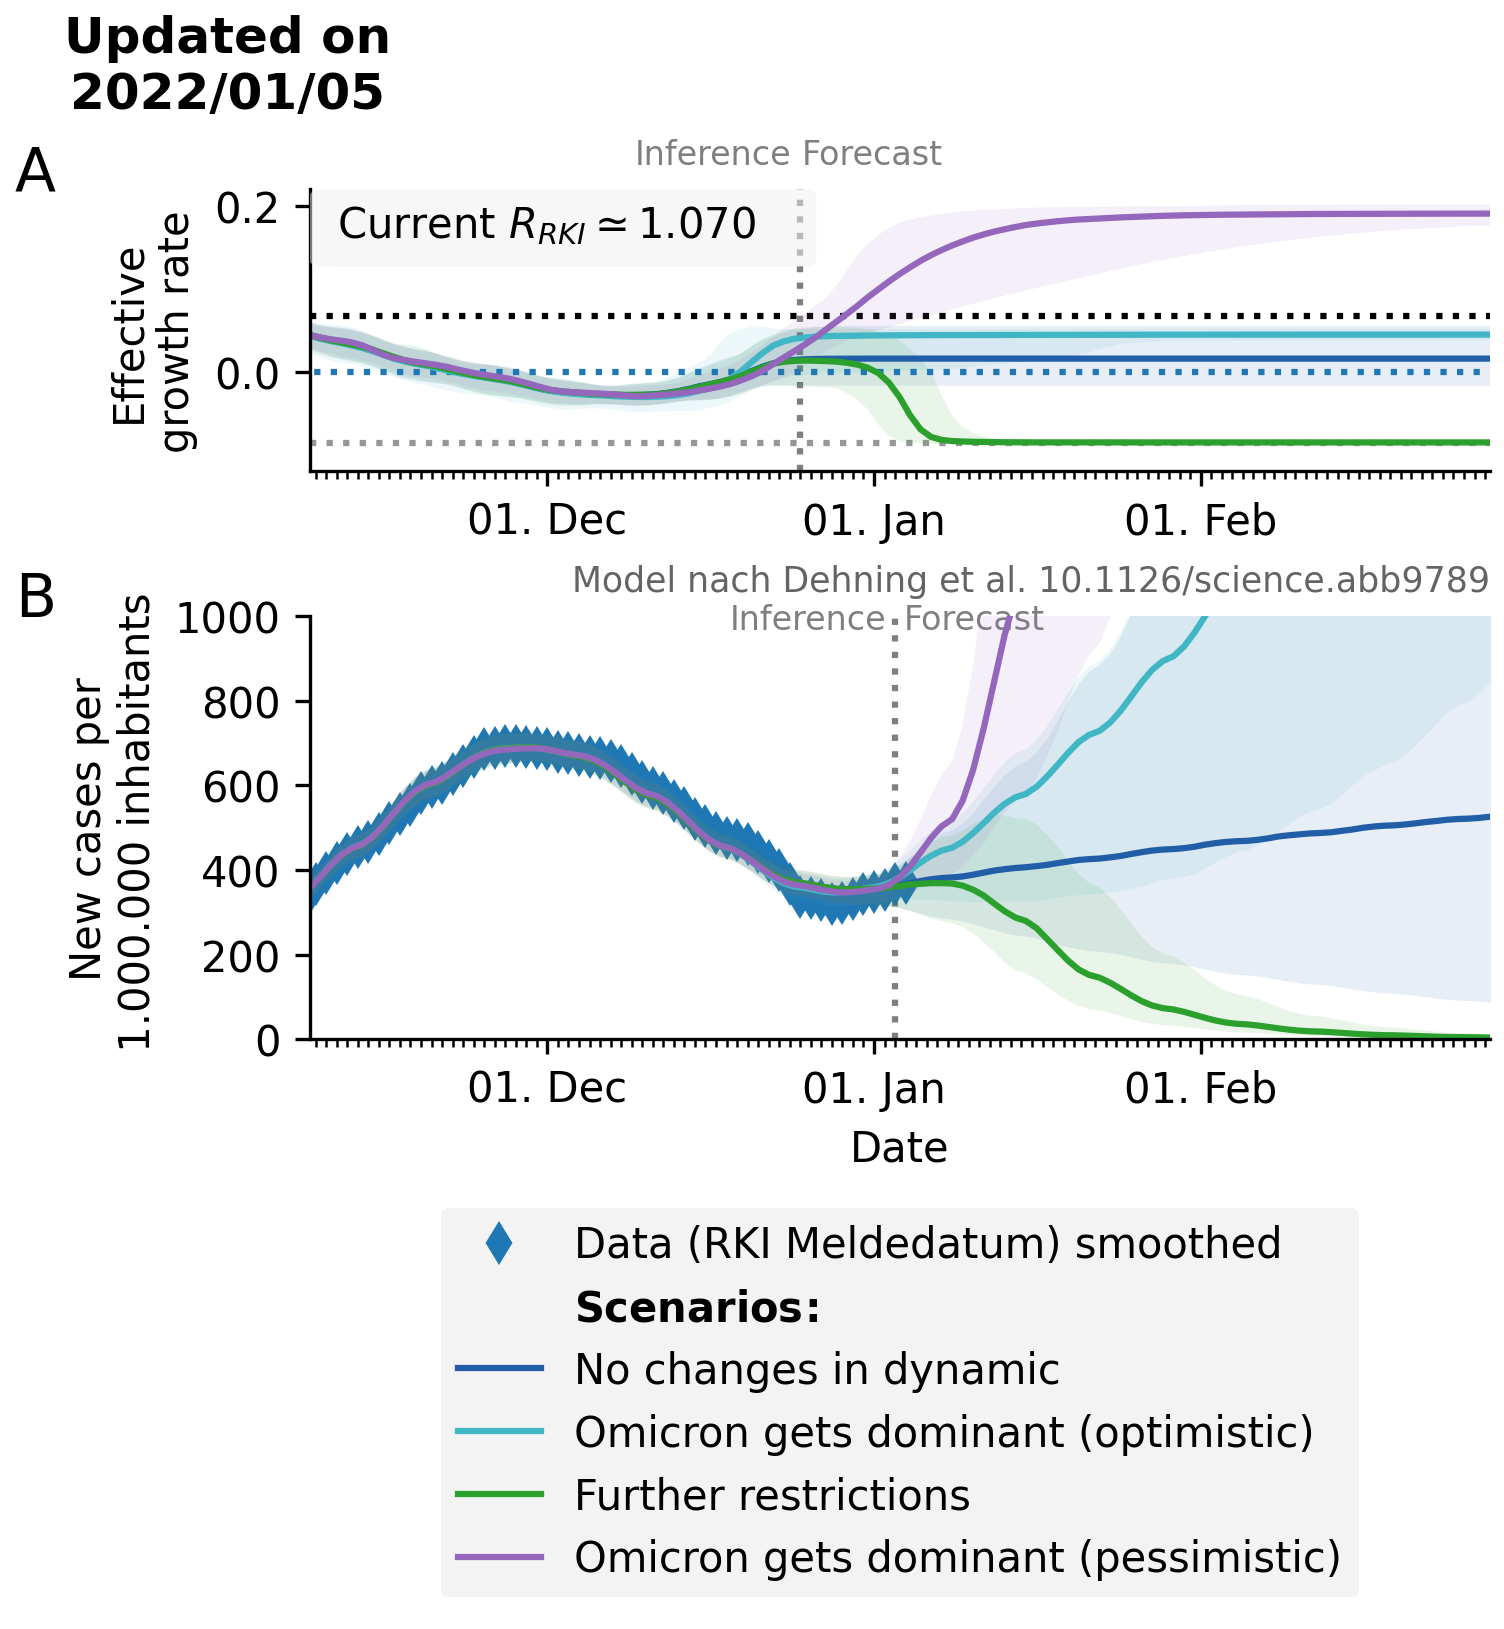 Updated on
2022/01/05
A
Inference Forecast
Current R_RKI ≃ 1.070
Effective
growth rate
0.2
0.0
01. Dec
01. Jan
01. Feb
B
Model nach Dehning et al. 10.1126/science.abb9789
Inference Forecast
New cases per
1.000.000 inhabitants
1000
800
600
400
200
0
01. Dec
01. Jan
01. Feb
Date
Data (RKI Meldedatum) smoothed
Scenarios:
No changes in dynamic
Omicron gets dominant (optimistic)
Further restrictions
Omicron gets dominant (pessimistic)